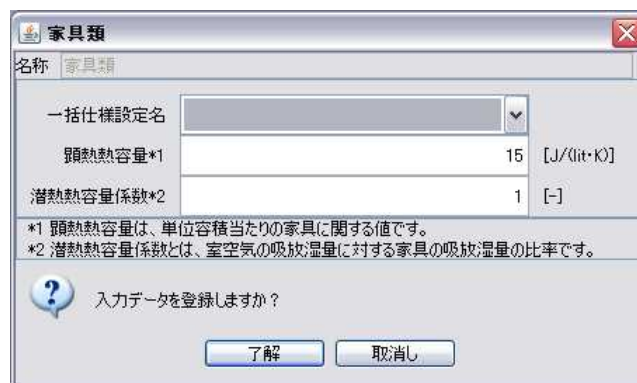 家具類
名称 家具類
一括仕様設定名
顕熱熱容量*1 15 [J/(lit・K)]
潜熱熱容量係数*2 1 [-]
*1 顕熱熱容量は、単位容積当たりの家具に関する値です。
*2 潜熱熱容量係数とは、室空気の吸放湿量に対する家具の吸放湿量の比率です。
入力データを登録しますか?
了解 取消し